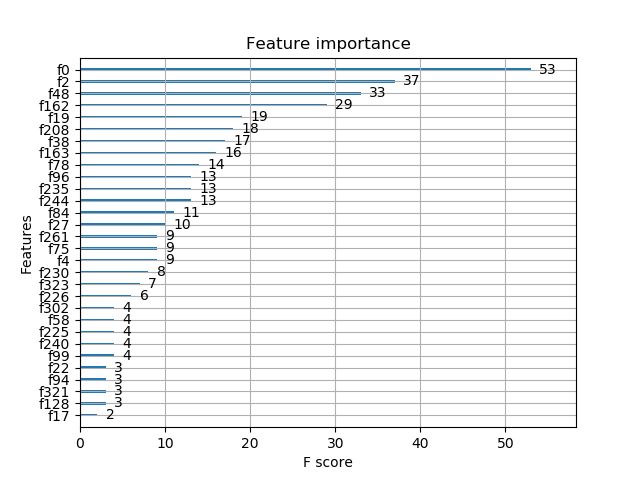 Feature importance
f0 53
f2 37
f48 33
f162 29
f19 19
f208 18
f38 17
f163 16
f78 14
f96 13
f235 13
f244 13
f84 11
f27 10
f261 9
f75 9
f4 9
f230 8
f323 7
f226 6
f302 4
f58 4
f225 4
f240 4
f99 4
f22 3
f94 3
f321 3
f128 3
f17 2
Features
0 10 20 30 40 50
F score